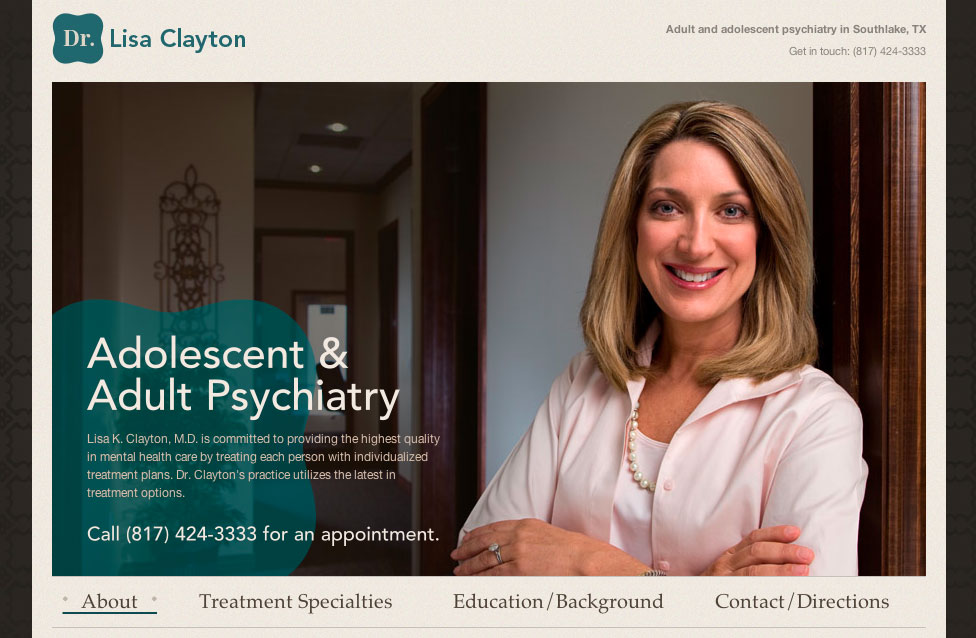 Dr. Lisa Clayton
Adult and adolescent psychiatry in Southlake, TX
Get in touch: (817) 424-3333
Adolescent &
Adult Psychiatry
Lisa K. Clayton, M.D. is committed to providing the highest quality
in mental health care by treating each person with individualized
treatment plans. Dr. Clayton's practice utilizes the latest in
treatment options.
Call (817) 424-3333 for an appointment.
About Treatment Specialties Education/Background Contact/Directions